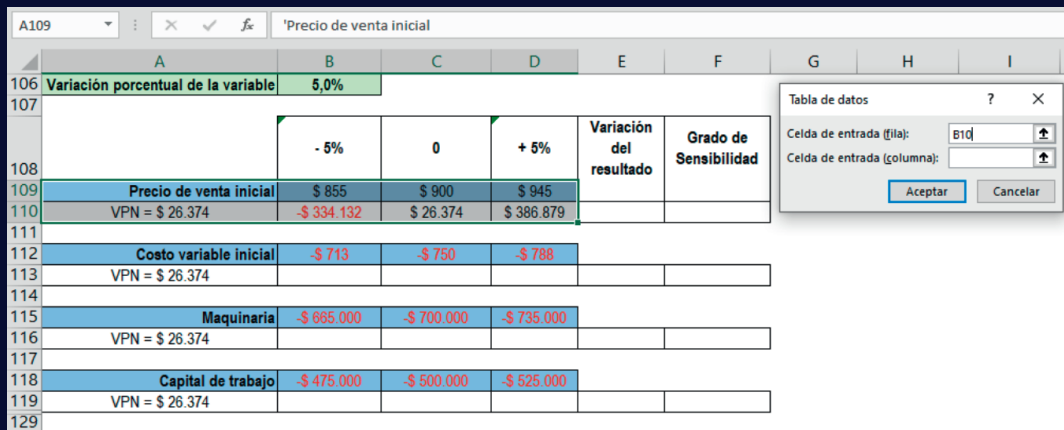 A109 fx 'Precio de venta inicial
A B C D E F G H I
106 Variación porcentual de la variable 5,0%
107
108 - 5% 0 + 5% Variación del resultado Grado de Sensibilidad
109 Precio de venta inicial $ 855 $ 900 $ 945
110 VPN = $ 26.374 -$ 334.132 $ 26.374 $ 386.879
111
112 Costo variable inicial -$ 713 -$ 750 -$ 788
113 VPN = $ 26.374
114
115 Maquinaria -$ 665.000 -$ 700.000 -$ 735.000
116 VPN = $ 26.374
117
118 Capital de trabajo -$ 475.000 -$ 500.000 -$ 525.000
119 VPN = $ 26.374
129
Tabla de datos ? ×
Celda de entrada (fila): B10
Celda de entrada (columna):
Aceptar Cancelar